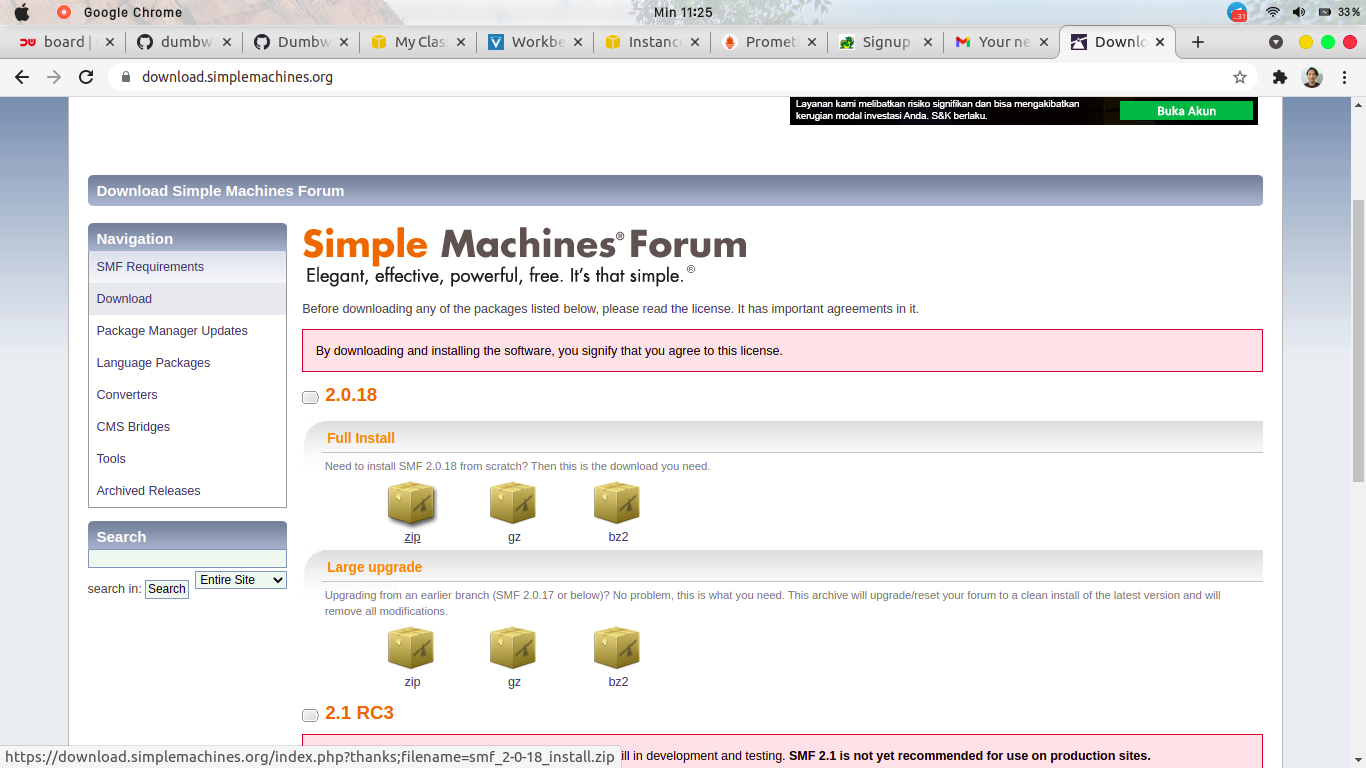 Google Chrome
Min 11:25
31
33%
board |
dumbw
Dumbw
My Clas
Workbe
Instanc
Promet
Signup
Your ne
Downlo
download.simplemachines.org
Layanan kami melibatkan risiko signifikan dan bisa mengakibatkan
kerugian modal investasi Anda. S&K berlaku.
Buka Akun
Download Simple Machines Forum
Navigation
SMF Requirements
Download
Package Manager Updates
Language Packages
Converters
CMS Bridges
Tools
Archived Releases
Search
search in:
Search
Entire Site
Simple Machines® Forum
Elegant, effective, powerful, free. It's that simple.®
Before downloading any of the packages listed below, please read the license. It has important agreements in it.
By downloading and installing the software, you signify that you agree to this license.
2.0.18
Full Install
Need to install SMF 2.0.18 from scratch? Then this is the download you need.
zip
gz
bz2
Large upgrade
Upgrading from an earlier branch (SMF 2.0.17 or below)? No problem, this is what you need. This archive will upgrade/reset your forum to a clean install of the latest version and will
remove all modifications.
zip
gz
bz2
2.1 RC3
ill in development and testing. SMF 2.1 is not yet recommended for use on production sites.
https://download.simplemachines.org/index.php?thanks;filename=smf_2-0-18_install.zip